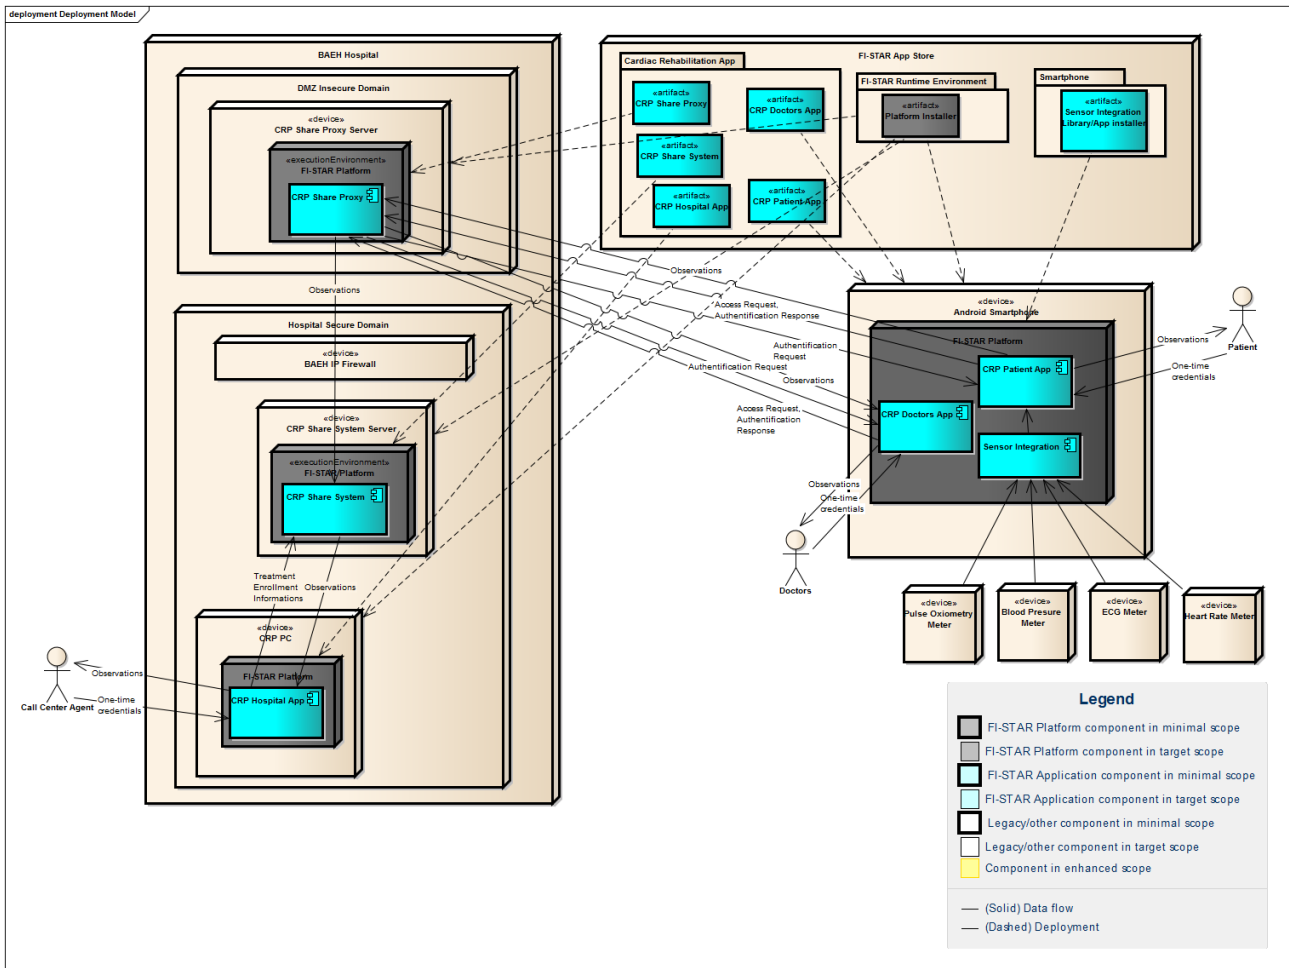 deployment Deployment Model
BAEH Hospital
DMZ Insecure Domain
«device»
CRP Share Proxy Server
«executionEnvironment»
FI-STAR Platform
CRP Share Proxy
Observations
Hospital Secure Domain
«device»
BAEH IP Firewall
«device»
CRP Share System Server
«executionEnvironment»
FI-STAR Platform
CRP Share System
Treatment
Enrollment
Informations
Observations
«device»
CRP PC
FI-STAR Platform
CRP Hospital App
Observations
One-time
credentials
Call Center Agent
FI-STAR App Store
Cardiac Rehabilitation App
«artifact»
CRP Share Proxy
«artifact»
CRP Doctors App
«artifact»
CRP Share System
«artifact»
CRP Hospital App
«artifact»
CRP Patient App
FI-STAR Runtime Environment
«artifact»
Platform Installer
Smartphone
«artifact»
Sensor Integration
Library/App installer
Observations
Access Request,
Authentification Response
Authentification
Request
Authentification Request
Observations
Access Request,
Authentification
Response
«device»
Android Smartphone
FI-STAR Platform
CRP Patient App
CRP Doctors App
Sensor Integration
Observations
One-time
credentials
Patient
Observations
One-time
credentials
Doctors
«device»
Pulse Oxiometry
Meter
«device»
Blood Presure
Meter
«device»
ECG Meter
«device»
Heart Rate Meter
Legend
FI-STAR Platform component in minimal scope
FI-STAR Platform component in target scope
FI-STAR Application component in minimal scope
FI-STAR Application component in target scope
Legacy/other component in minimal scope
Legacy/other component in target scope
Component in enhanced scope
(Solid) Data flow
(Dashed) Deployment